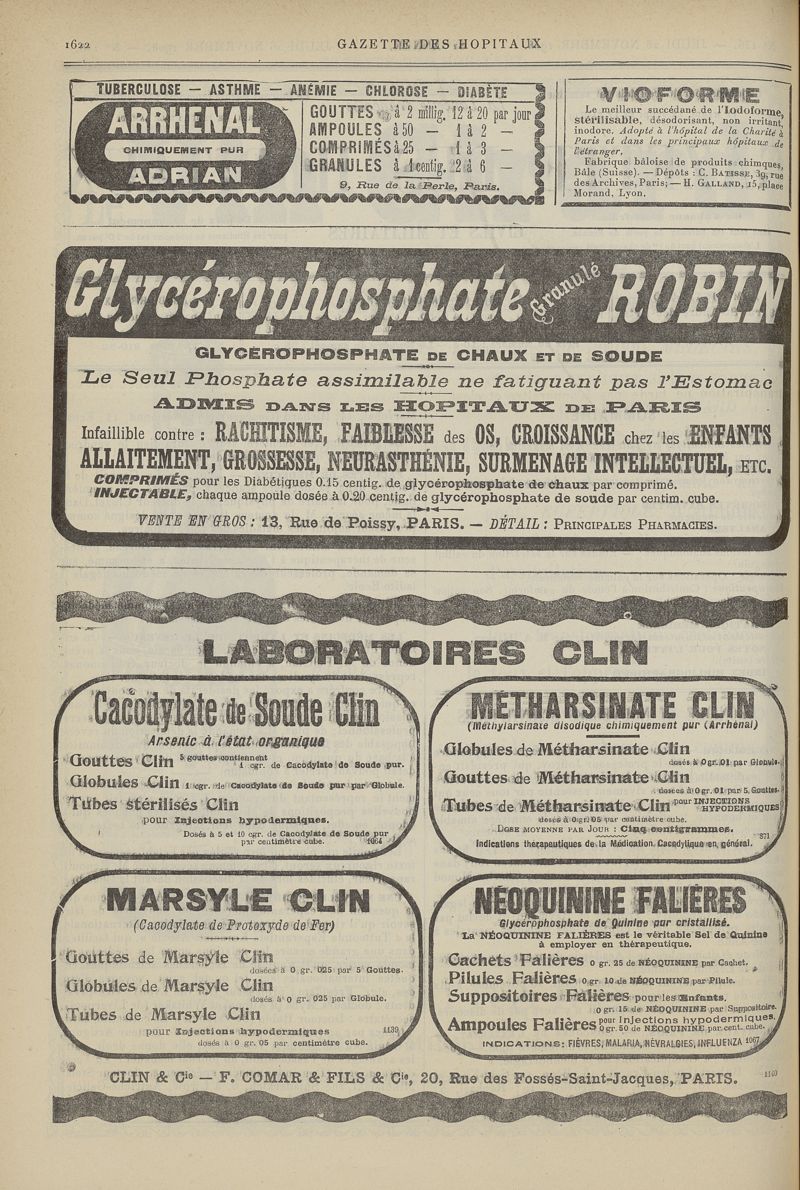 1622
GAZETTE DES HOPITAUX
TUBERCULOSE — ASTHME — ANÉMIE — CHLOROSE — DIABÈTE
ARRHENAL
CHIMIQUEMENT PUR
ADRIAN
GOUTTES à 2 millig. 12 à 20 par jour
AMPOULES à 50 — 1 à 2 —
COMPRIMÉS à 25 — 1 à 3 —
GRANULES à 1 centig. 2 à 6 —
9, Rue de la Perle, Paris.
VIOFORME
Le meilleur succédané de l'Iodoforme,
stérilisable, désodorisant, non irritant,
inodore. Adopté à l'hôpital de la Charité à
Paris et dans les principaux hôpitaux de
l'étranger.
Fabrique bâloise de produits chimques,
Bâle (Suisse). — Dépôts : C. BATISSE, 39, rue
des Archives, Paris; — H. GALLAND, 15, place
Morand, Lyon.
Glycérophosphate Granulé ROBIN
GLYCÉROPHOSPHATE DE CHAUX ET DE SOUDE
Le Seul Phosphate assimilable ne fatiguant pas l'Estomac
ADMIS DANS LES HOPITAUX DE PARIS
Infaillible contre : RACHITISME, FAIBLESSE des OS, CROISSANCE chez les ENFANTS
ALLAITEMENT, GROSSESSE, NEURASTHÉNIE, SURMENAGE INTELLECTUEL, ETC.
COMPRIMÉS pour les Diabétiques 0.15 centig. de glycérophosphate de chaux par comprimé.
INJECTABLE, chaque ampoule dosée à 0.20 centig. de glycérophosphate de soude par centim. cube.
VENTE EN GROS : 13, Rue de Poissy, PARIS. — DÉTAIL : PRINCIPALES PHARMACIES.
LABORATOIRES CLIN
Cacodylate de Soude Clin
Arsenic à l'état organique
Gouttes Clin 5 gouttes contiennent
1 cgr. de Cacodylate de Soude pur.
Globules Clin 1 cgr. de Cacodylate de Soude pur par Globule.
Tubes stérilisés Clin
pour Injections hypodermiques.
Dosés à 5 et 10 cgr. de Cacodylate de Soude pur
par centimètre cube. 1064
MÉTHARSINATE CLIN
(Méthylarsinate disodique chimiquement pur (Arrhénal)
Globules de Métharsinate Clin
dosés à 0 gr. 01 par Globule.
Gouttes de Métharsinate Clin
dosées à 0 gr. 01 par 5 Gouttes.
Tubes de Métharsinate Clin pour INJECTIONS
HYPODERMIQUES
dosés à 0 gr. 05 par centimètre cube.
DOSE MOYENNE PAR JOUR : Cinq centigrammes.
871
Indications thérapeutiques de la Médication Cacodylique en général.
MARSYLE CLIN
(Cacodylate de Protoxyde de Fer)
Gouttes de Marsyle Clin
dosées à 0 gr. 025 par 5 Gouttes.
Globules de Marsyle Clin
dosés à 0 gr. 025 par Globule.
Tubes de Marsyle Clin
pour Injections hypodermiques 1139
dosés à 0 gr. 05 par centimètre cube.
NÉOQUININE FALIÈRES
Glycérophosphate de Quinine pur cristallisé.
La NÉOQUININE FALIÈRES est le véritable Sel de Quinine
à employer en thérapeutique.
Cachets Falières 0 gr. 25 de NÉOQUININE par Cachet.
Pilules Falières 0 gr. 10 de NÉOQUININE par Pilule.
Suppositoires Falières pour les Enfants.
0 gr. 15 de NÉOQUININE par Suppositoire.
Ampoules Falières pour Injections hypodermiques.
0 gr. 50 de NÉOQUININE par cent. cube.
INDICATIONS : FIÈVRES, MALARIA, NÉVRALGIES, INFLUENZA 1067
CLIN & Cie — F. COMAR & FILS & Cie, 20, Rue des Fossés-Saint-Jacques, PARIS.